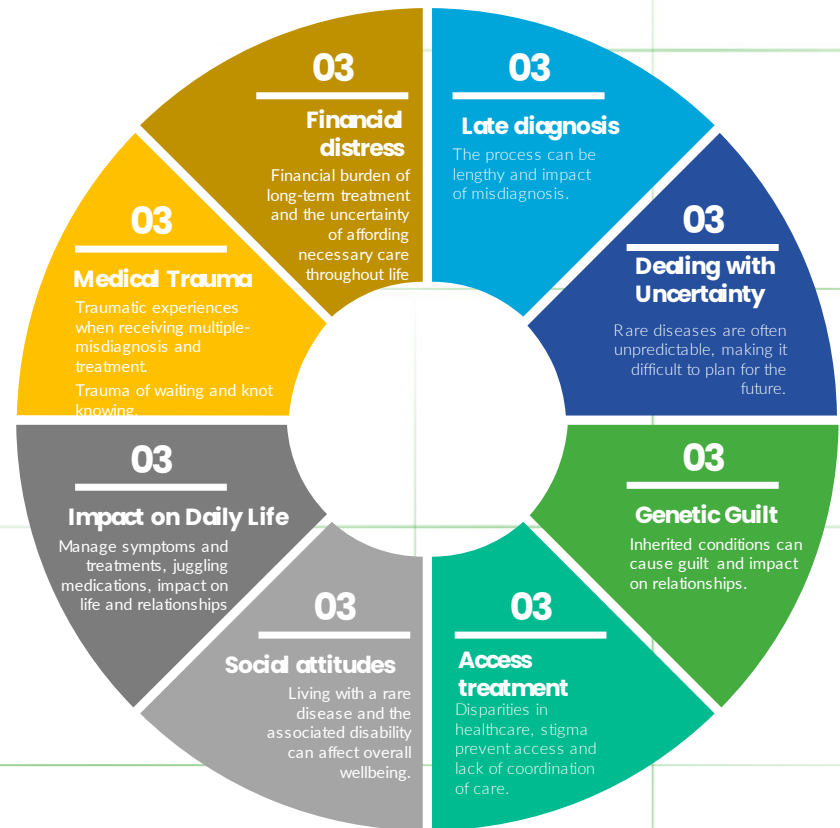 03
Late diagnosis
The process can be
lengthy and impact
of misdiagnosis.
03
Dealing with
Uncertainty
Rare diseases are often
unpredictable, making it
difficult to plan for the
future.
03
Genetic Guilt
Inherited conditions can
cause guilt and impact
on relationships.
03
Access
treatment
Disparities in
healthcare, stigma
prevent access and
lack of coordination
of care.
03
Social attitudes
Living with a rare
disease and the
associated disability
can affect overall
wellbeing.
03
Impact on Daily Life
Manage symptoms and
treatments, juggling
medications, impact on
life and relationships
03
Medical Trauma
Traumatic experiences
when receiving multiple-
misdiagnosis and
treatment.
Trauma of waiting and knot
knowing.
03
Financial
distress
Financial burden of
long-term treatment
and the uncertainty
of affording
necessary care
throughout life